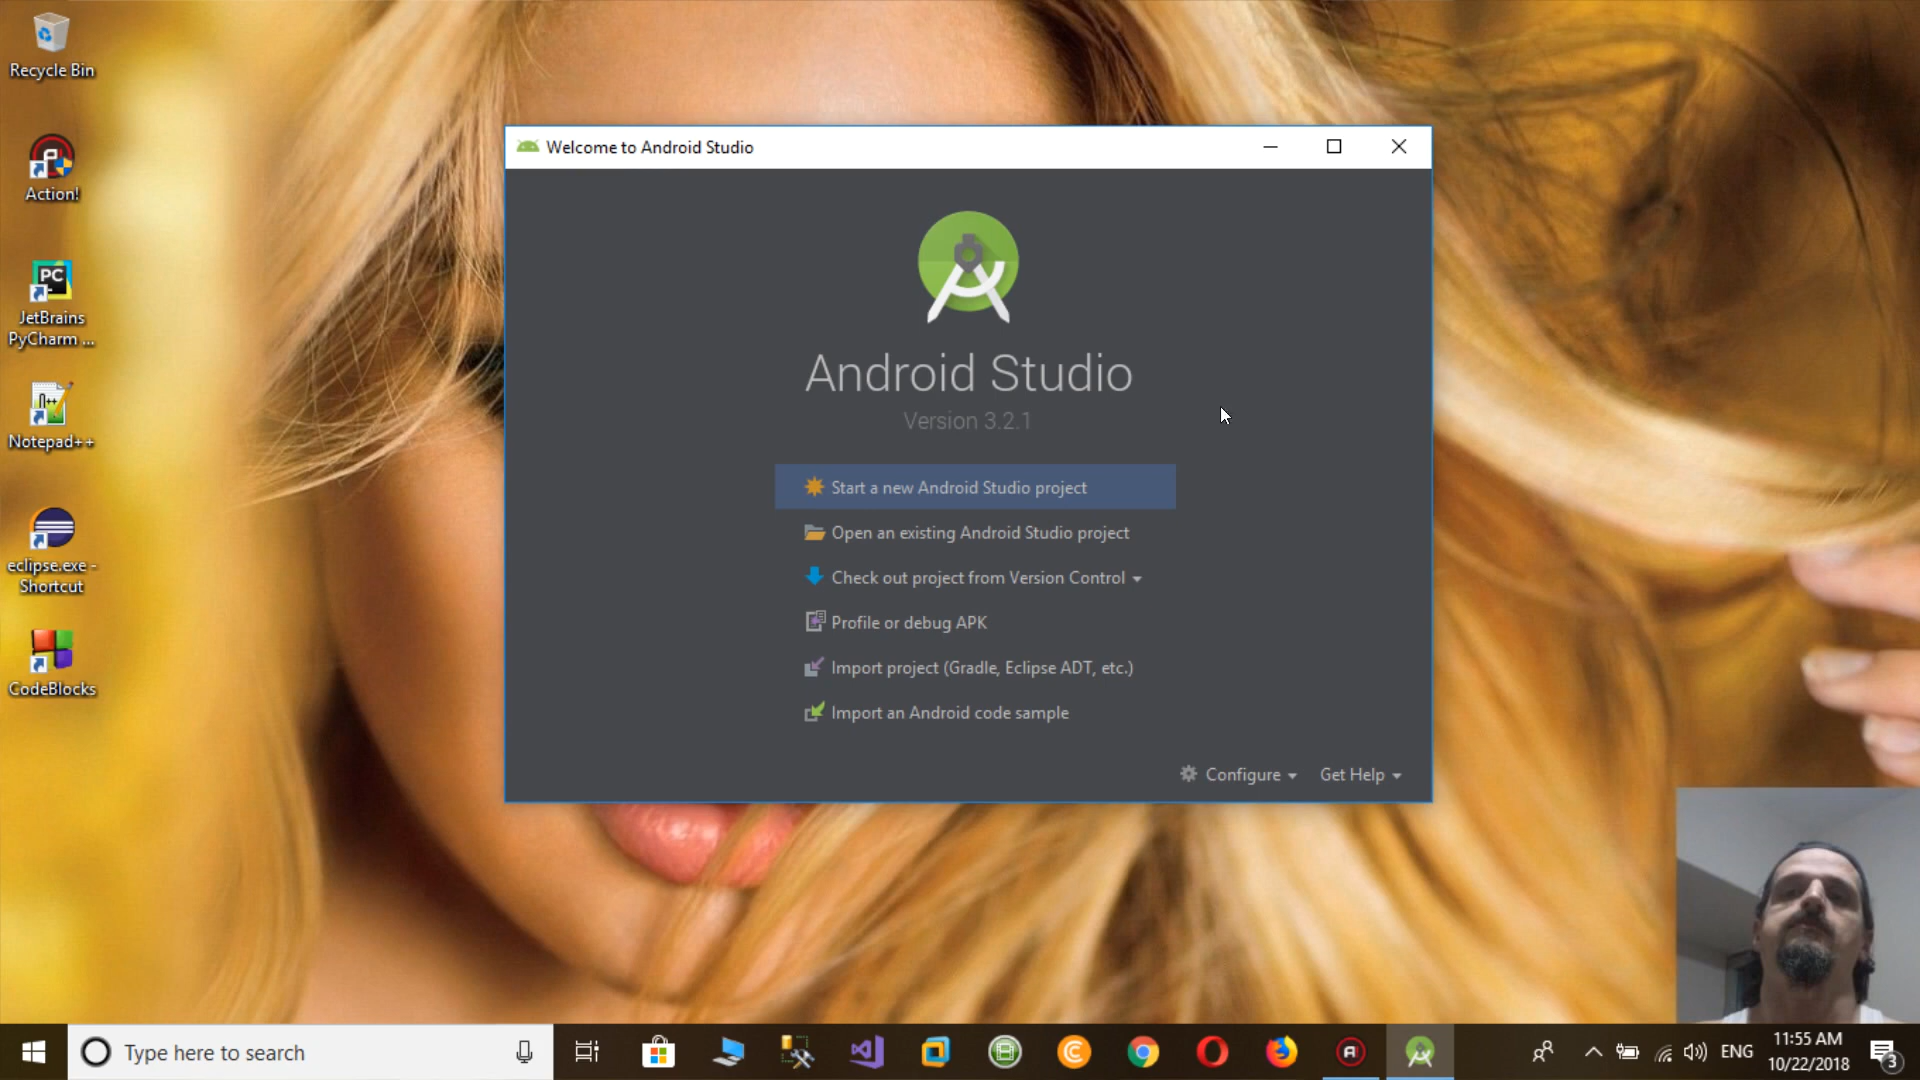 Recycle Bin
Action!
PC
JetBrains
PyCharm ...
Notepad++
eclipse.exe -
Shortcut
CodeBlocks
Welcome to Android Studio
Android Studio
Version 3.2.1
Start a new Android Studio project
Open an existing Android Studio project
Check out project from Version Control
Profile or debug APK
Import project (Gradle, Eclipse ADT, etc.)
Import an Android code sample
Configure
Get Help
Type here to search
ENG
11:55 AM
10/22/2018
3